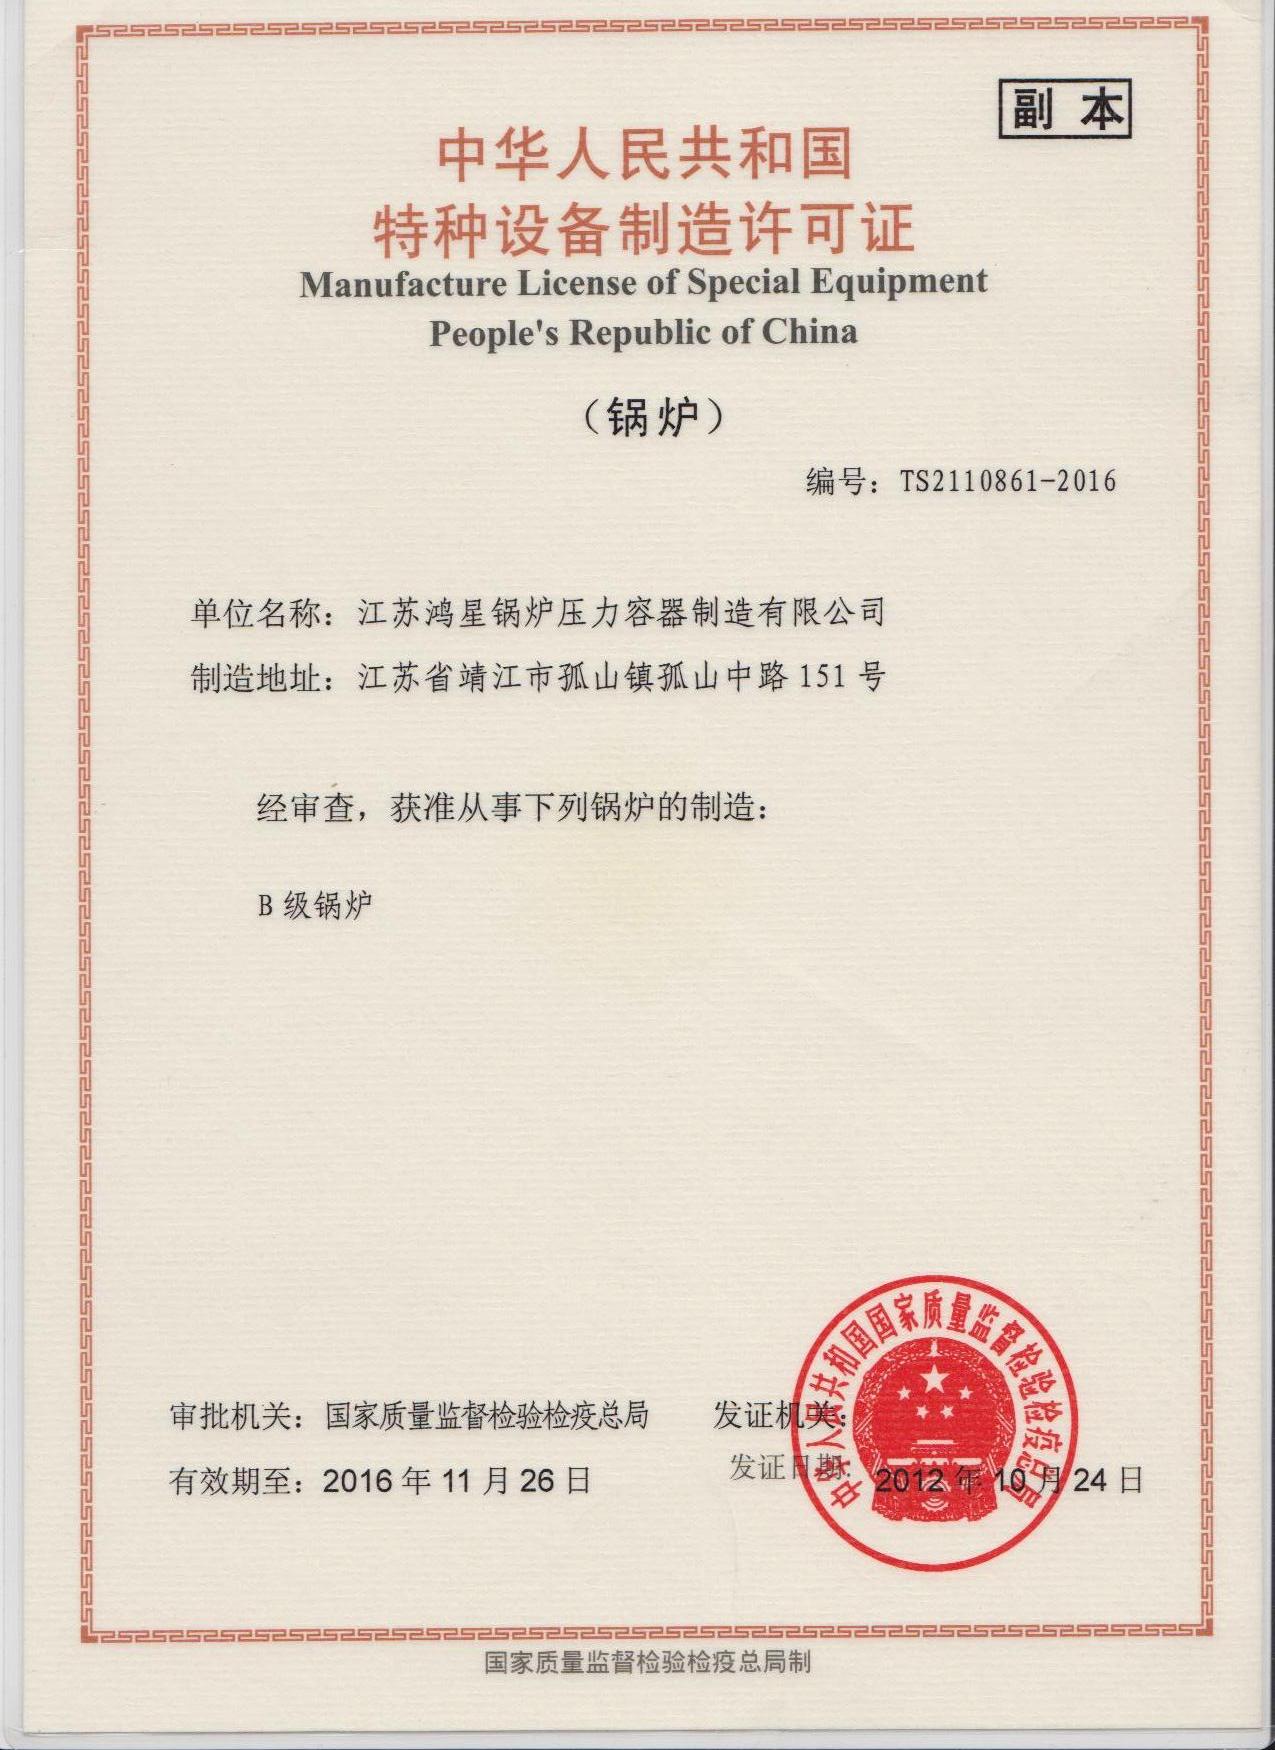 副本
中华人民共和国
特种设备制造许可证
Manufacture License of Special Equipment
People's Republic of China
（锅炉）
编号：TS2110861-2016
单位名称：江苏鸿星锅炉压力容器制造有限公司
制造地址：江苏省靖江市孤山镇孤山中路151号
经审查，获准从事下列锅炉的制造：
B级锅炉
审批机关：国家质量监督检验检疫总局
发证机关：
有效期至：2016年11月26日
发证日期：2012年10月24日
中华人民共和国国家质量监督检验检疫总局
国家质量监督检验检疫总局制